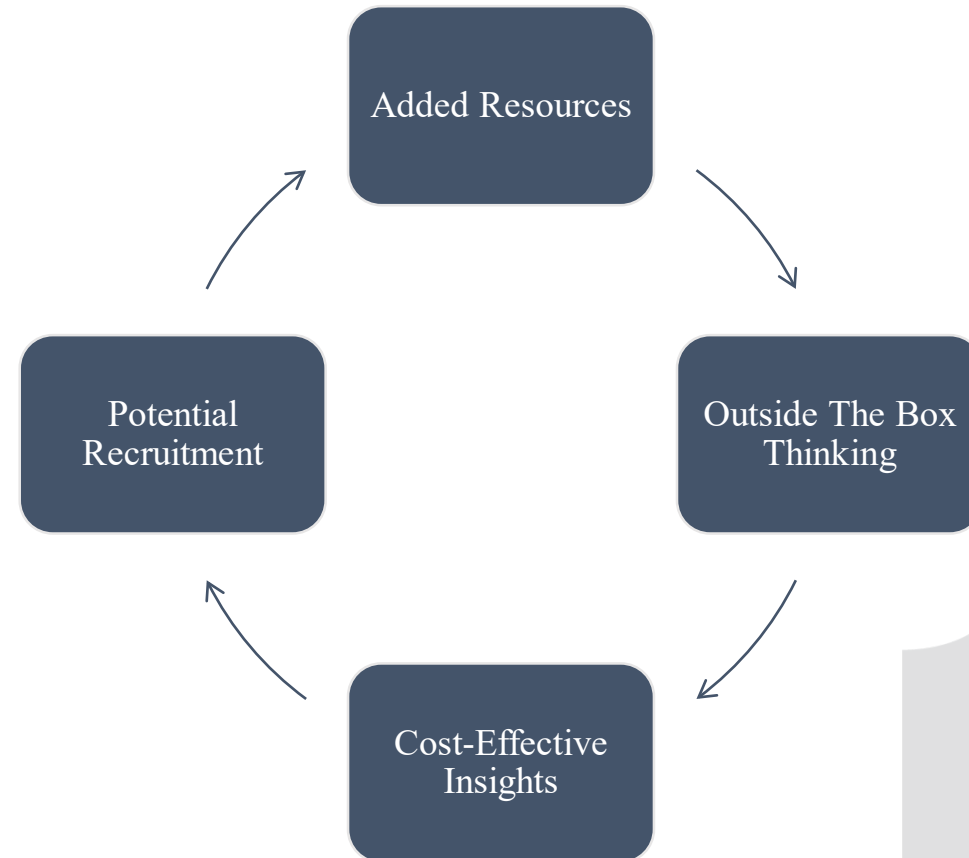 Added Resources
Outside The Box
Thinking
Cost-Effective
Insights
Potential
Recruitment